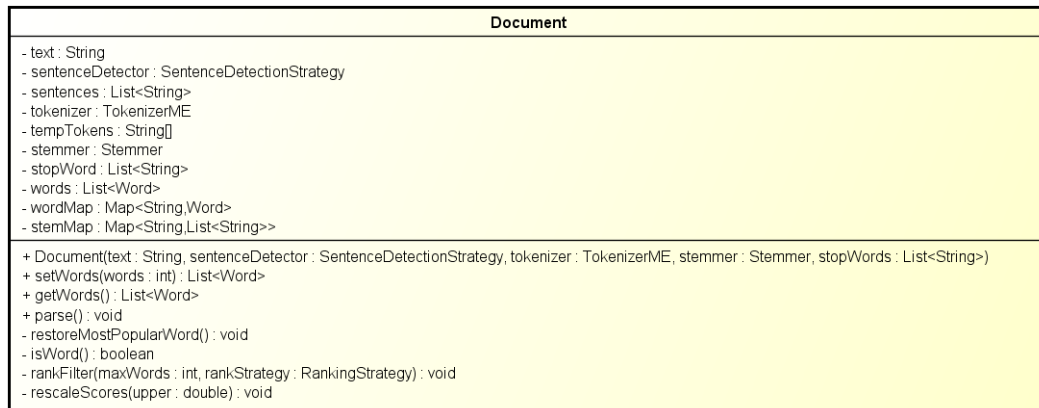 Document
- text : String
- sentenceDetector : SentenceDetectionStrategy
- sentences : List<String>
- tokenizer : TokenizerME
- tempTokens : String[]
- stemmer : Stemmer
- stopWord : List<String>
- words : List<Word>
- wordMap : Map<String,Word>
- stemMap : Map<String,List<String>>
+ Document(text : String, sentenceDetector : SentenceDetectionStrategy, tokenizer : TokenizerME, stemmer : Stemmer, stopWords : List<String>)
+ setWords(words : int) : List<Word>
+ getWords() : List<Word>
+ parse() : void
- restoreMostPopularWord() : void
- isWord() : boolean
- rankFilter(maxWords : int, rankStrategy : RankingStrategy) : void
- rescaleScores(upper : double) : void